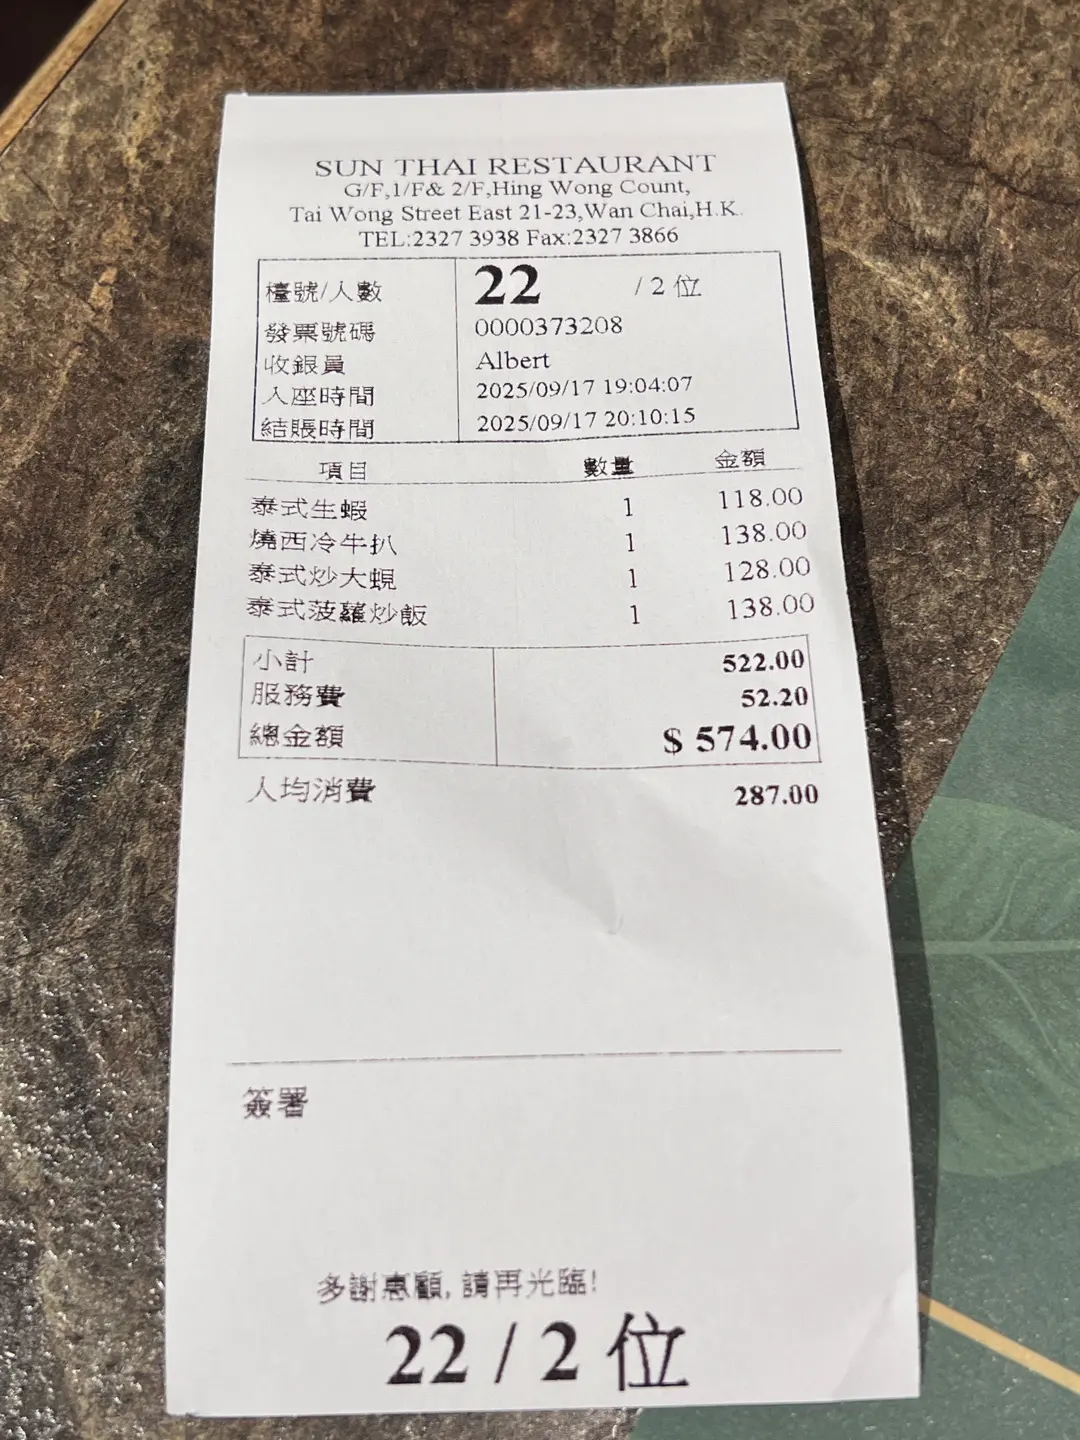 SUN THAI RESTAURANT
G/F,1/F& 2/F,Hing Wong Count,
Tai Wong Street East 21-23,Wan Chai,H.K.
TEL:2327 3938 Fax:2327 3866
檯號/人數 22 /2 位
發票號碼 0000373208
收銀員 Albert
入座時間 2025/09/17 19:04:07
結賬時間 2025/09/17 20:10:15
項目 數量 金額
泰式生蝦 1 118.00
燒西冷牛扒 1 138.00
泰式炒大蜆 1 128.00
泰式菠蘿炒飯 1 138.00
小計 522.00
服務費 52.20
總金額 $ 574.00
人均消費 287.00
簽署
多謝惠顧, 請再光臨!
22 / 2 位